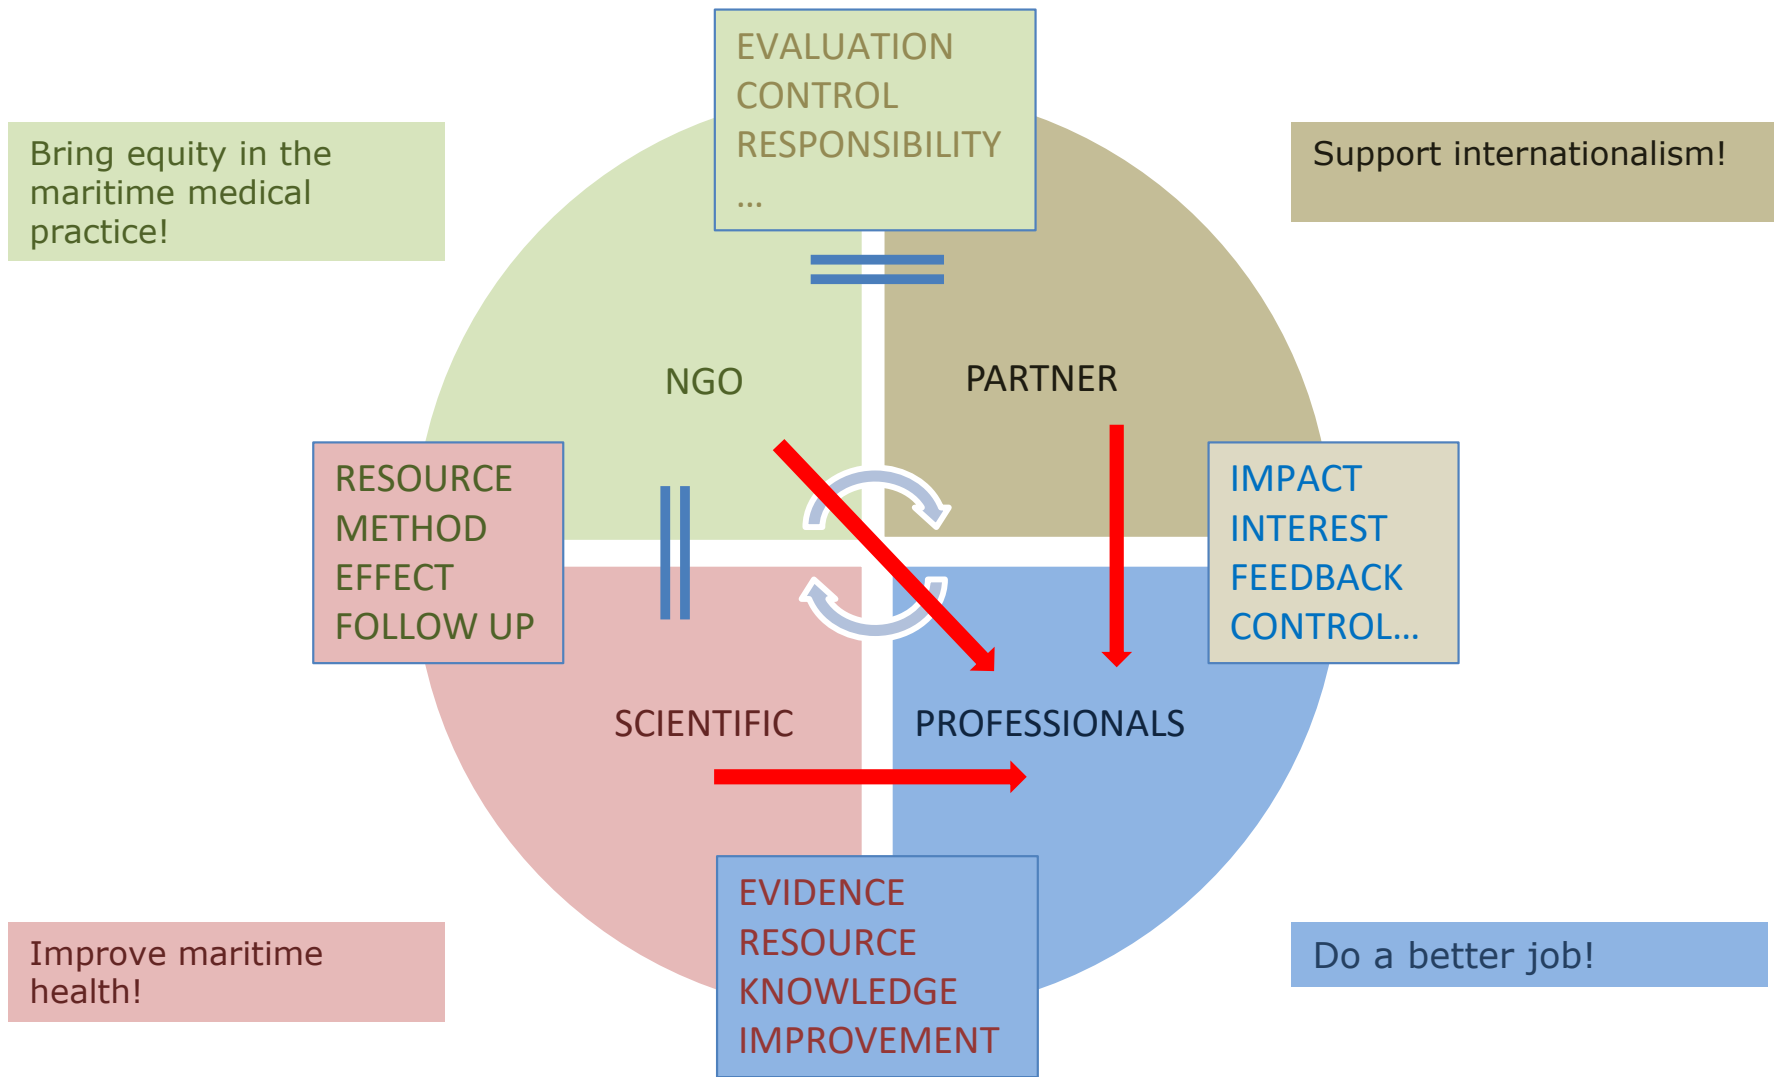 EVALUATION
CONTROL
RESPONSIBILITY
...
Bring equity in the
maritime medical
practice!
Support internationalism!
NGO
PARTNER
RESOURCE
METHOD
EFFECT
FOLLOW UP
IMPACT
INTEREST
FEEDBACK
CONTROL...
SCIENTIFIC
PROFESSIONALS
EVIDENCE
RESOURCE
KNOWLEDGE
IMPROVEMENT
Improve maritime
health!
Do a better job!